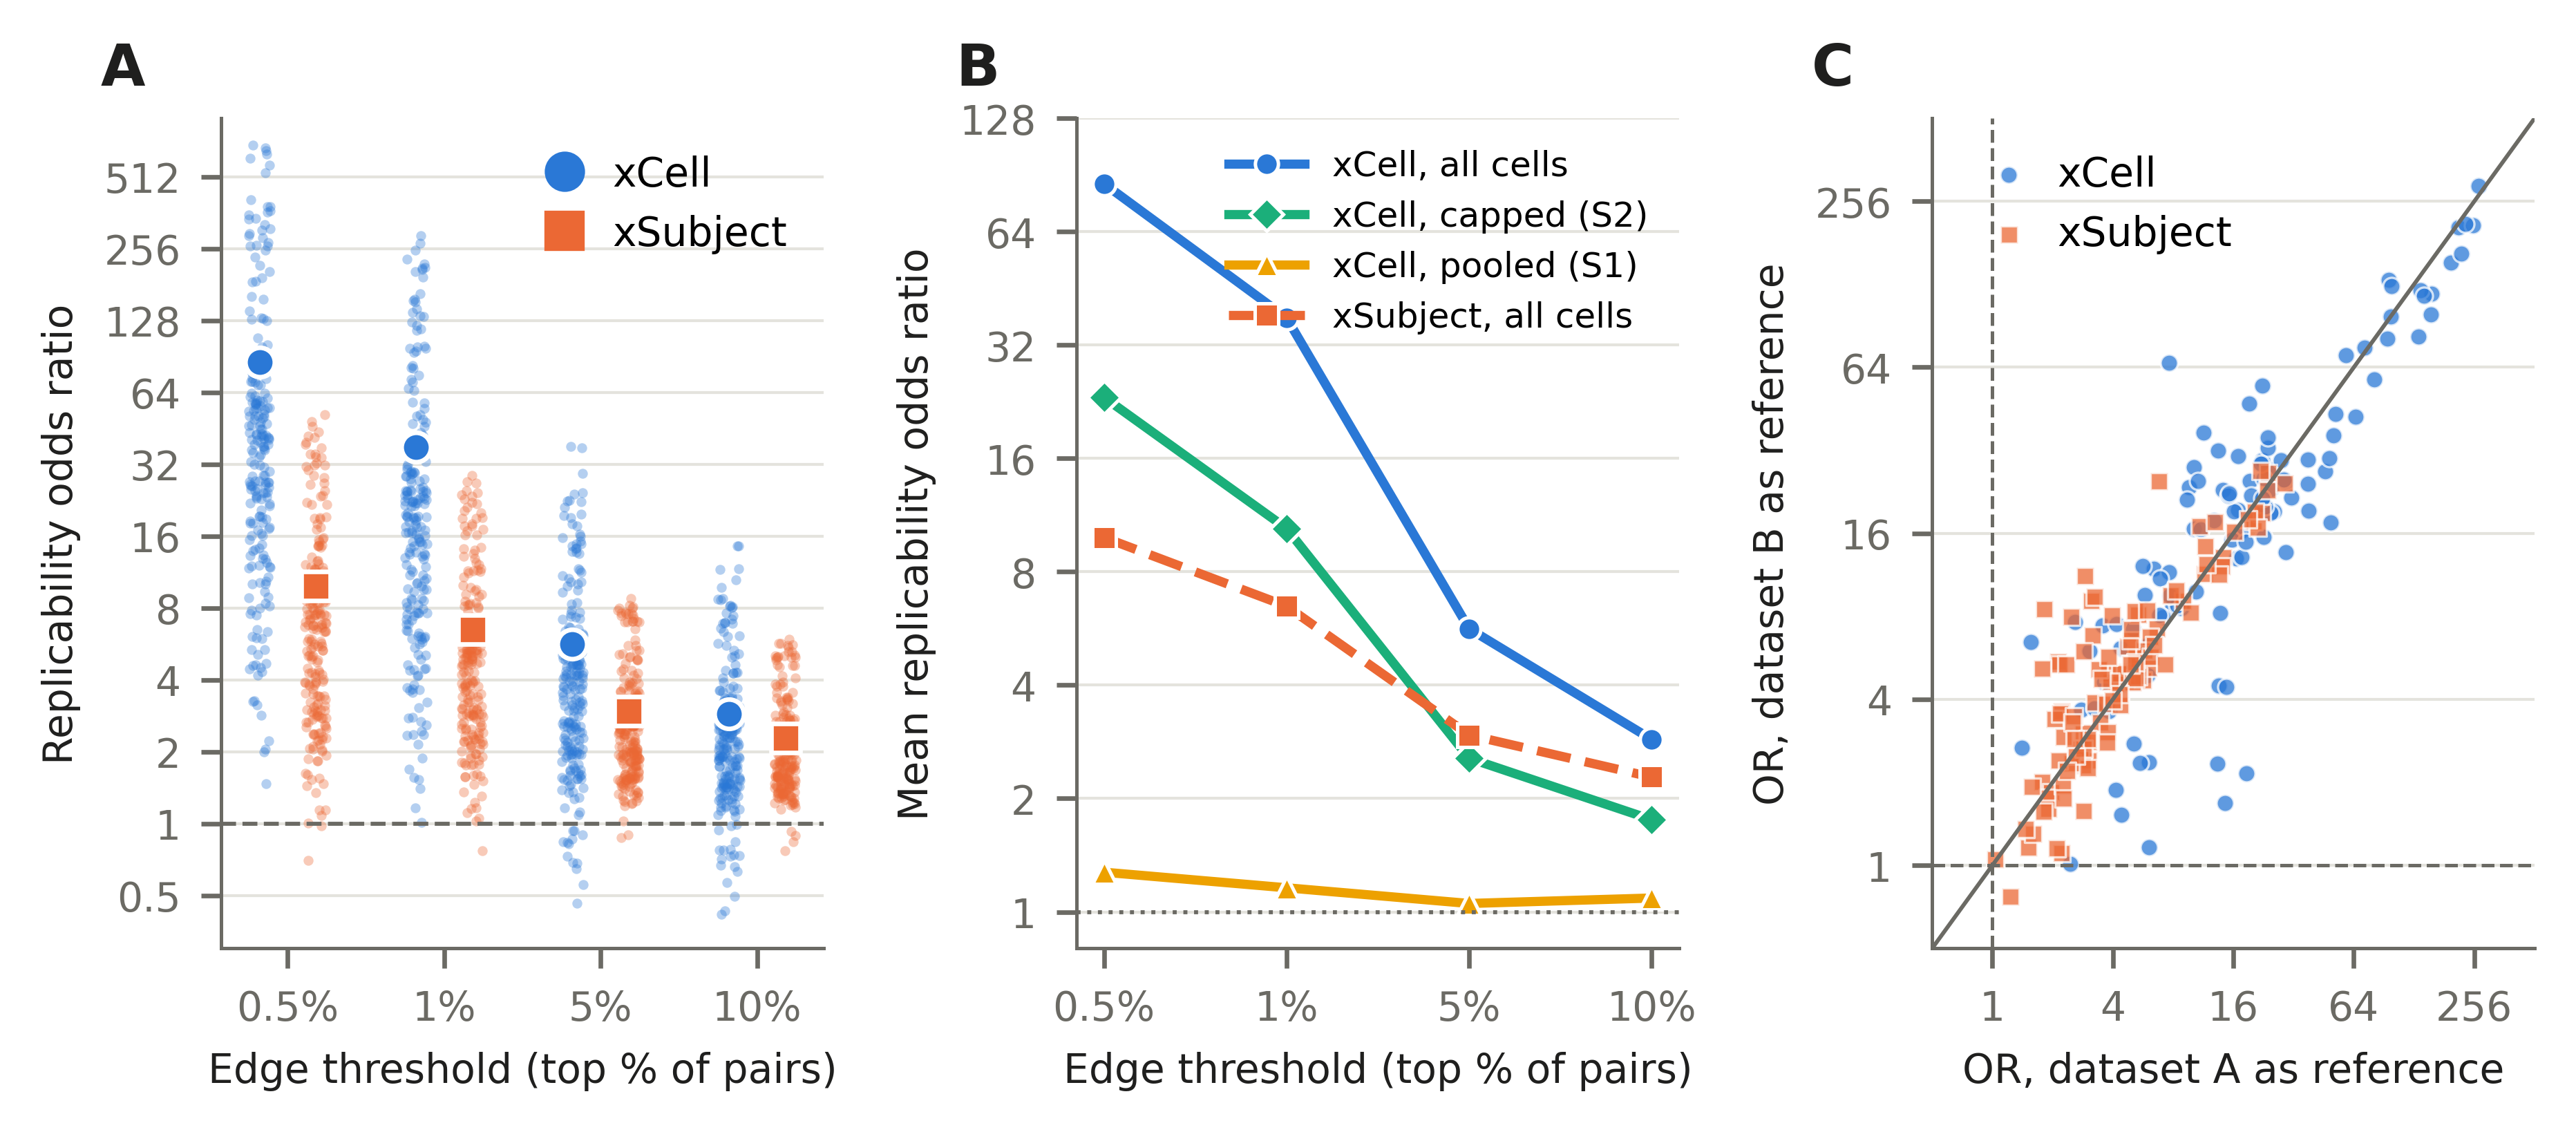 A
Replicability odds ratio
512
256
128
64
32
16
8
4
2
1
0.5
xCell
xSubject
0.5%
1%
5%
10%
Edge threshold (top % of pairs)
B
Mean replicability odds ratio
128
64
32
16
8
4
2
1
xCell, all cells
xCell, capped (S2)
xCell, pooled (S1)
xSubject, all cells
0.5%
1%
5%
10%
Edge threshold (top % of pairs)
C
OR, dataset B as reference
256
64
16
4
1
xCell
xSubject
1
4
16
64
256
OR, dataset A as reference